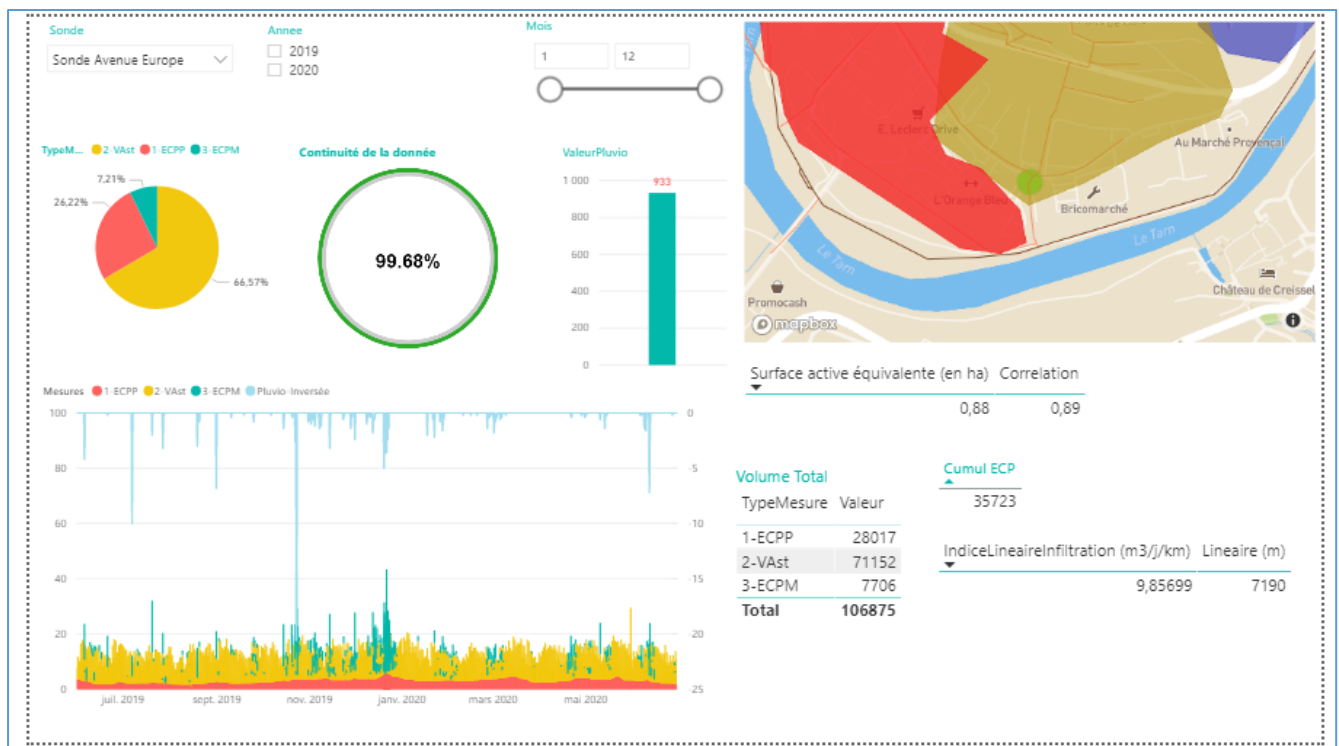 Sonde
Sonde Avenue Europe
Annee
2019
2020
Mois
1 12
TypeM... 2-VAst 1-ECPP 3-ECPM
7,21%
26,22%
66,57%
Continuité de la donnée
99.68%
ValeurPluvio
1 000
933
800
600
400
200
0
E. Leclerc Drive
Au Marché Provençal
L'Orange Bleu
Bricomarché
Le Tarn
Le Tarn
Château de Creissel
Promocash
mapbox
Surface active équivalente (en ha) Correlation
0,88 0,89
Mesures 1-ECPP 2-VAst 3-ECPM Pluvio-Inversée
100 0
80 -5
60 -10
40 -15
20 -20
0 -25
juil. 2019 sept. 2019 nov. 2019 janv. 2020 mars 2020 mai 2020
Volume Total
TypeMesure Valeur
1-ECPP 28017
2-VAst 71152
3-ECPM 7706
Total 106875
Cumul ECP
35723
IndiceLineaireInfiltration (m3/j/km) Lineaire (m)
9,85699 7190